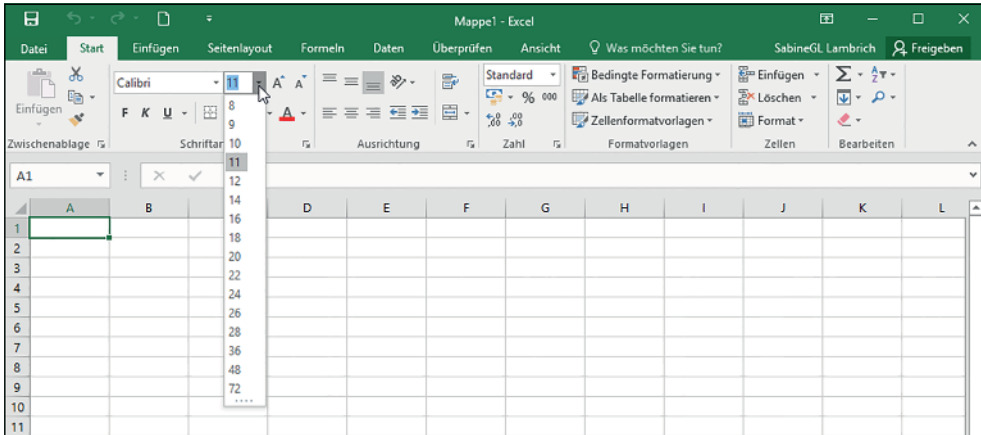 Mappe1 - Excel
Datei Start Einfügen Seitenlayout Formeln Daten Überprüfen Ansicht Was möchten Sie tun? SabineGL Lambrich Freigeben
Einfügen
Calibri 11
F K U
Standard
% 000
Bedingte Formatierung
Als Tabelle formatieren
Zellenformatvorlagen
Einfügen
Löschen
Format
Zwischenablage Schriftar Ausrichtung Zahl Formatvorlagen Zellen Bearbeiten
8
9
10
11
12
14
16
18
20
22
24
26
28
36
48
72
A1
A B D E F G H I J K L
1
2
3
4
5
6
7
8
9
10
11